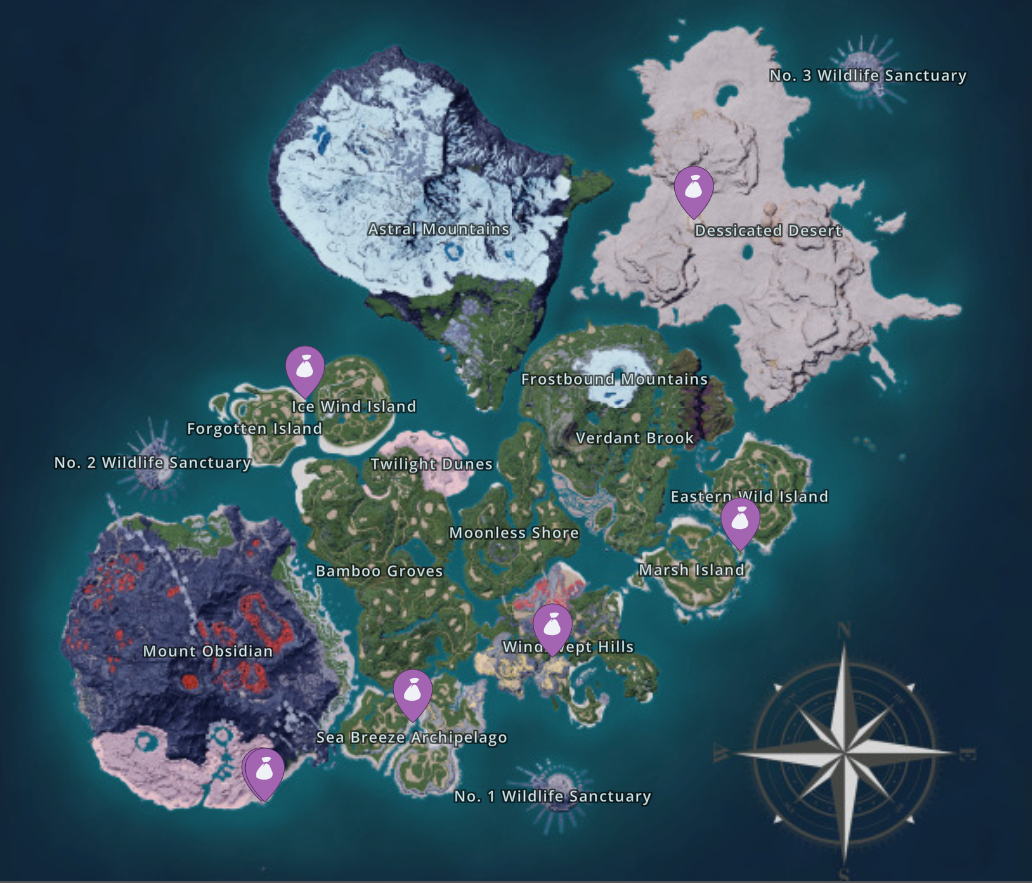 No. 3 Wildlife Sanctuary
Astral Mountains
Dessicated Desert
Frostbound Mountains
Ice Wind Island
Forgotten Island
Verdant Brook
No. 2 Wildlife Sanctuary
Twilight Dunes
Eastern Wild Island
Moonless Shore
Bamboo Groves
Marsh Island
N
Mount Obsidian
Windswept Hills
Sea Breeze Archipelago
W
E
No. 1 Wildlife Sanctuary
S